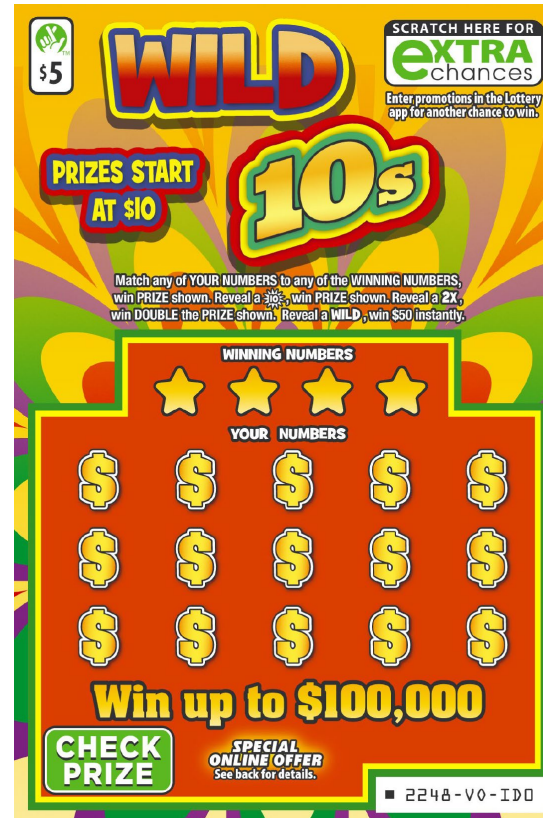 $5
WILD
SCRATCH HERE FOR
eXTRA
chances
Enter promotions in the Lottery
app for another chance to win.
PRIZES START
AT $10
10s
Match any of YOUR NUMBERS to any of the WINNING NUMBERS,
win PRIZE shown. Reveal a 10, win PRIZE shown. Reveal a 2X,
win DOUBLE the PRIZE shown. Reveal a WILD, win $50 instantly.
WINNING NUMBERS
YOUR NUMBERS
$ $ $ $ $
$ $ $ $ $
$ $ $ $ $
Win up to $100,000
CHECK
PRIZE
SPECIAL
ONLINE OFFER
See back for details.
2248-VO-IDO